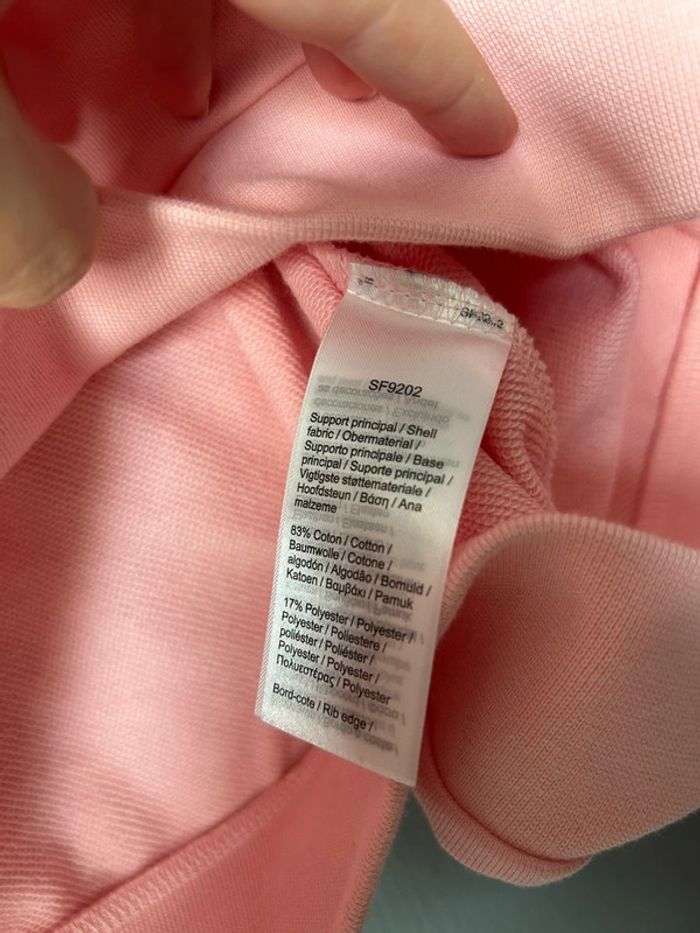 SF9202
Support principal / Shell
fabric / Obermaterial /
Supporto principale / Base
principal / Suporte principal /
Vigtigste støttemateriale /
Hoofdsteun / Βάση / Ana
malzeme
83% Coton / Cotton /
Baumwolle / Cotone /
algodón / Algodão / Bomuld /
Katoen / Βαμβάκι / Pamuk
17% Polyester / Polyester /
Polyester / Poliestere /
poliéster / Poliéster /
Polyester / Polyester /
Πολυεστέρας / Polyester
Bord-cote / Rib edge /